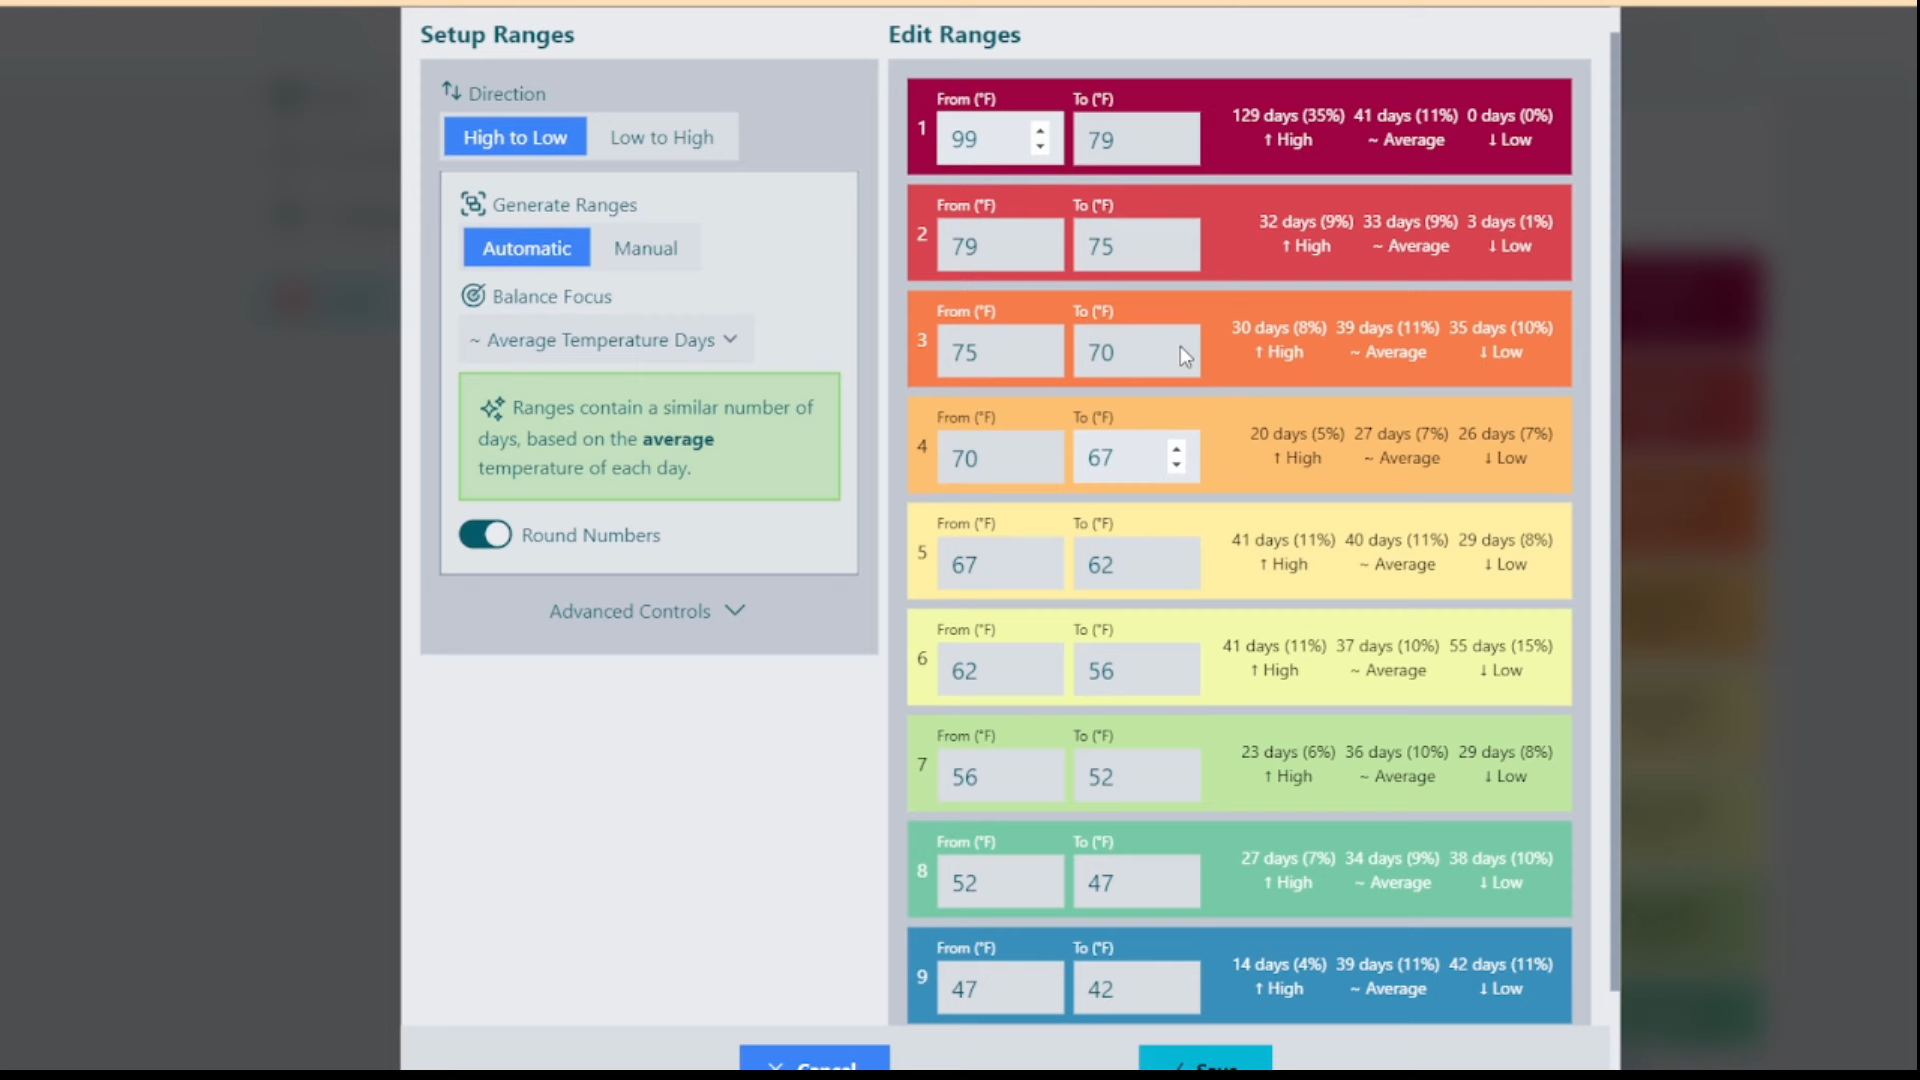 Setup Ranges
Direction
High to Low
Low to High
Generate Ranges
Automatic
Manual
Balance Focus
~ Average Temperature Days
Ranges contain a similar number of
days, based on the average
temperature of each day.
Round Numbers
Advanced Controls
Edit Ranges
From (°F) To (°F)
1 99 79
129 days (35%) 41 days (11%) 0 days (0%)
↑ High ~ Average ↓ Low
From (°F) To (°F)
2 79 75
32 days (9%) 33 days (9%) 3 days (1%)
↑ High ~ Average ↓ Low
From (°F) To (°F)
3 75 70
30 days (8%) 39 days (11%) 35 days (10%)
↑ High ~ Average ↓ Low
From (°F) To (°F)
4 70 67
20 days (5%) 27 days (7%) 26 days (7%)
↑ High ~ Average ↓ Low
From (°F) To (°F)
5 67 62
41 days (11%) 40 days (11%) 29 days (8%)
↑ High ~ Average ↓ Low
From (°F) To (°F)
6 62 56
41 days (11%) 37 days (10%) 55 days (15%)
↑ High ~ Average ↓ Low
From (°F) To (°F)
7 56 52
23 days (6%) 36 days (10%) 29 days (8%)
↑ High ~ Average ↓ Low
From (°F) To (°F)
8 52 47
27 days (7%) 34 days (9%) 38 days (10%)
↑ High ~ Average ↓ Low
From (°F) To (°F)
9 47 42
14 days (4%) 39 days (11%) 42 days (11%)
↑ High ~ Average ↓ Low
Cancel
Save